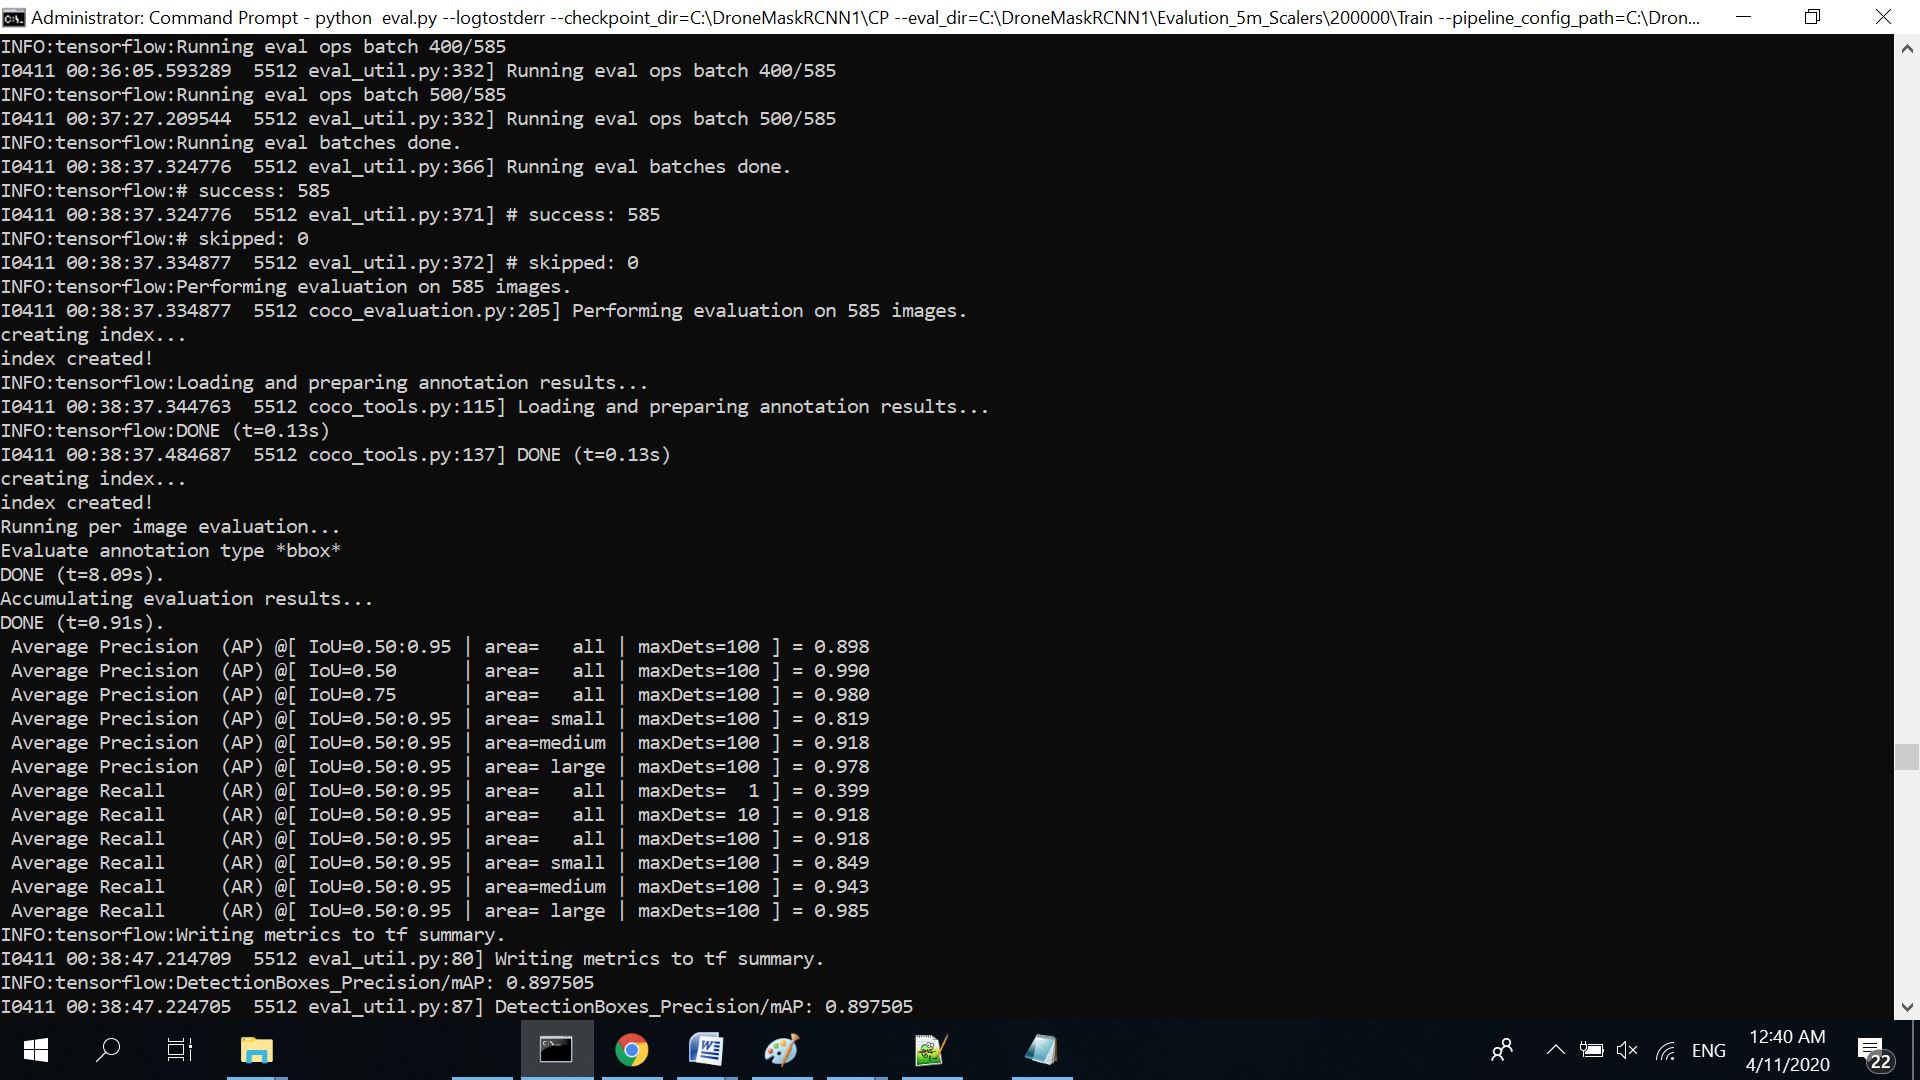 Administrator: Command Prompt - python  eval.py --logtostderr --checkpoint_dir=C:\DroneMaskRCNN1\CP --eval_dir=C:\DroneMaskRCNN1\Evalution_5m_Scalers\200000\Train --pipeline_config_path=C:\Dron...
INFO:tensorflow:Running eval ops batch 400/585
I0411 00:36:05.593289  5512 eval_util.py:332] Running eval ops batch 400/585
INFO:tensorflow:Running eval ops batch 500/585
I0411 00:37:27.209544  5512 eval_util.py:332] Running eval ops batch 500/585
INFO:tensorflow:Running eval batches done.
I0411 00:38:37.324776  5512 eval_util.py:366] Running eval batches done.
INFO:tensorflow:# success: 585
I0411 00:38:37.324776  5512 eval_util.py:371] # success: 585
INFO:tensorflow:# skipped: 0
I0411 00:38:37.334877  5512 eval_util.py:372] # skipped: 0
INFO:tensorflow:Performing evaluation on 585 images.
I0411 00:38:37.334877  5512 coco_evaluation.py:205] Performing evaluation on 585 images.
creating index...
index created!
INFO:tensorflow:Loading and preparing annotation results...
I0411 00:38:37.344763  5512 coco_tools.py:115] Loading and preparing annotation results...
INFO:tensorflow:DONE (t=0.13s)
I0411 00:38:37.484687  5512 coco_tools.py:137] DONE (t=0.13s)
creating index...
index created!
Running per image evaluation...
Evaluate annotation type *bbox*
DONE (t=8.09s).
Accumulating evaluation results...
DONE (t=0.91s).
 Average Precision  (AP) @[ IoU=0.50:0.95 | area=   all | maxDets=100 ] = 0.898
 Average Precision  (AP) @[ IoU=0.50      | area=   all | maxDets=100 ] = 0.990
 Average Precision  (AP) @[ IoU=0.75      | area=   all | maxDets=100 ] = 0.980
 Average Precision  (AP) @[ IoU=0.50:0.95 | area= small | maxDets=100 ] = 0.819
 Average Precision  (AP) @[ IoU=0.50:0.95 | area=medium | maxDets=100 ] = 0.918
 Average Precision  (AP) @[ IoU=0.50:0.95 | area= large | maxDets=100 ] = 0.978
 Average Recall     (AR) @[ IoU=0.50:0.95 | area=   all | maxDets=  1 ] = 0.399
 Average Recall     (AR) @[ IoU=0.50:0.95 | area=   all | maxDets= 10 ] = 0.918
 Average Recall     (AR) @[ IoU=0.50:0.95 | area=   all | maxDets=100 ] = 0.918
 Average Recall     (AR) @[ IoU=0.50:0.95 | area= small | maxDets=100 ] = 0.849
 Average Recall     (AR) @[ IoU=0.50:0.95 | area=medium | maxDets=100 ] = 0.943
 Average Recall     (AR) @[ IoU=0.50:0.95 | area= large | maxDets=100 ] = 0.985
INFO:tensorflow:Writing metrics to tf summary.
I0411 00:38:47.214709  5512 eval_util.py:80] Writing metrics to tf summary.
INFO:tensorflow:DetectionBoxes_Precision/mAP: 0.897505
I0411 00:38:47.224705  5512 eval_util.py:87] DetectionBoxes_Precision/mAP: 0.897505
ENG
12:40 AM
4/11/2020
22